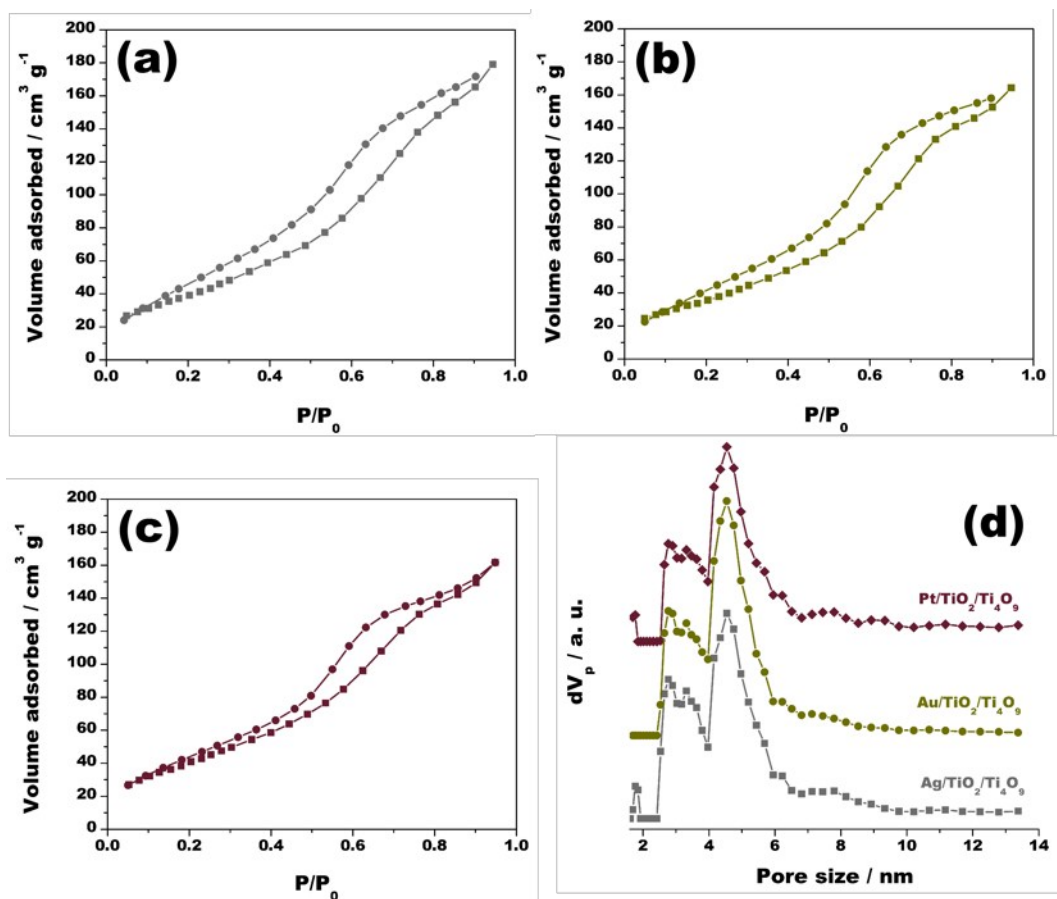 (a)
200
180
160
140
120
100
80
60
40
20
0
Volume adsorbed / cm³ g⁻¹
0.0 0.2 0.4 0.6 0.8 1.0
P/P₀
(b)
200
180
160
140
120
100
80
60
40
20
0
Volume adsorbed / cm³ g⁻¹
0.0 0.2 0.4 0.6 0.8 1.0
P/P₀
(c)
200
180
160
140
120
100
80
60
40
20
0
Volume adsorbed / cm³ g⁻¹
0.0 0.2 0.4 0.6 0.8 1.0
P/P₀
(d)
dVₚ / a. u.
Pt/TiO₂/Ti₄O₉
Au/TiO₂/Ti₄O₉
Ag/TiO₂/Ti₄O₉
2 4 6 8 10 12 14
Pore size / nm